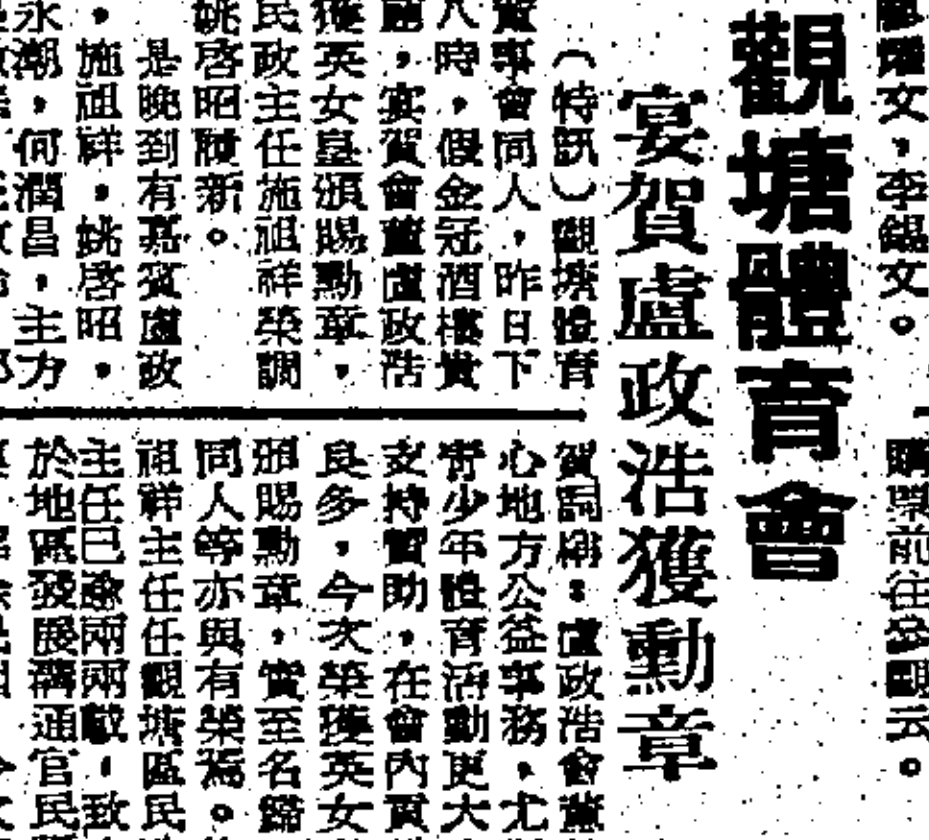 文，李錫文。
前往參觀云。
觀塘體育會
宴賀盧政浩獲勳章
（特訊）觀塘體育
事會同人，昨日下
八時，假金冠酒樓貴
，宴賀會董盧政浩
獲英女皇頒賜勳章，
民政主任施祖祥榮調
姚啓昭履新。
是晚到有嘉賓盧政
，施祖祥，姚啓昭，
永潮，何潤昌，主方
賀詞稱：盧政浩會董
心地方公益事務，尤
青少年體育活動更大
支持贊助，在會內貢
良多，今次榮獲英女
頒賜勳章，實至名歸
同人等亦與有榮焉。
祖祥主任任觀塘區民
主任已逾兩兩載，致
於地區發展溝通官民